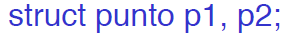 struct punto p1, p2;